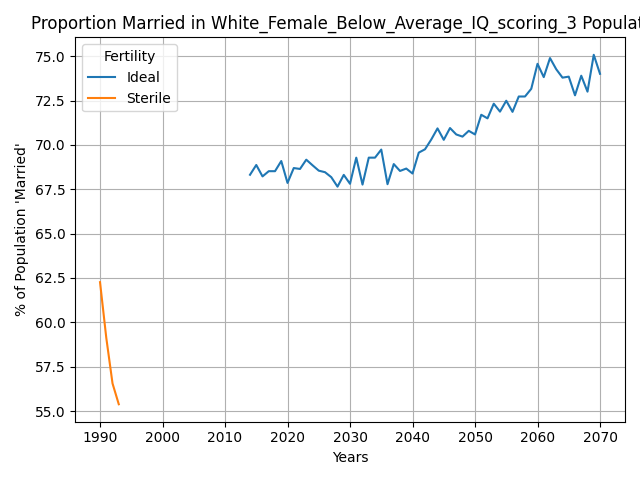 Proportion Married in White_Female_Below_Average_IQ_scoring_3 Populat
Fertility
Ideal
Sterile
% of Population 'Married'
75.0
72.5
70.0
67.5
65.0
62.5
60.0
57.5
55.0
1990 2000 2010 2020 2030 2040 2050 2060 2070
Years